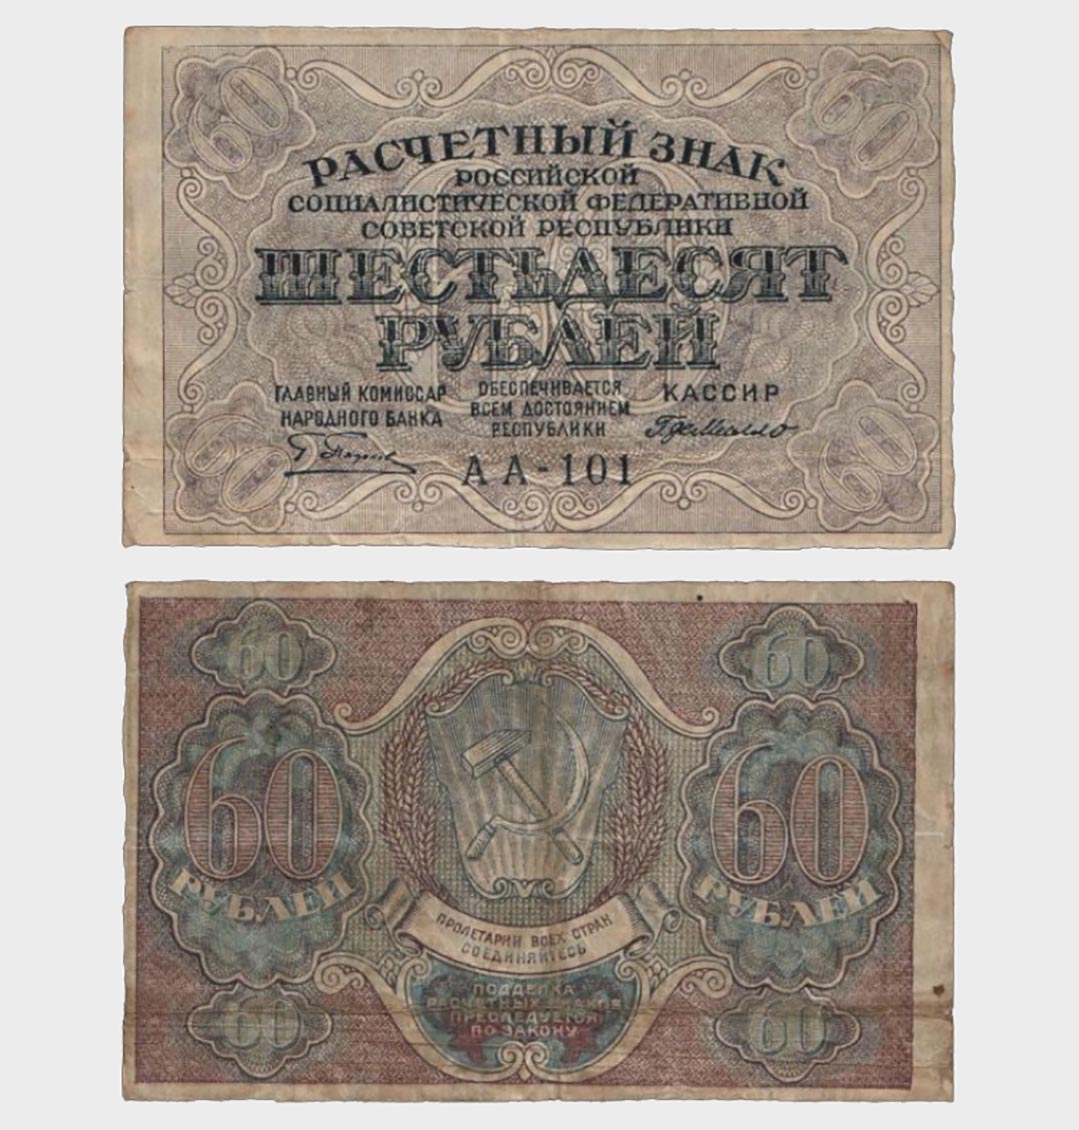 60 60
РАСЧЕТНЫЙ ЗНАК
РОССИЙСКОЙ
СОЦИАЛИСТИЧЕСКОЙ ФЕДЕРАТИВНОЙ
СОВЕТСКОЙ РЕСПУБЛИКИ
ШЕСТЬДЕСЯТ
РУБЛЕЙ
ГЛАВНЫЙ КОМИССАР
НАРОДНОГО БАНКА
ОБЕСПЕЧИВАЕТСЯ
ВСЕМ ДОСТОЯНИЕМ
РЕСПУБЛИКИ
КАССИР
60 60
АА-101
60 60
60 60
РУБЛЕЙ РУБЛЕЙ
ПРОЛЕТАРИИ ВСЕХ СТРАН
СОЕДИНЯЙТЕСЬ
ПОДДЕЛКА
РАСЧЕТНЫХ ЗНАКОВ
ПРЕСЛЕДУЕТСЯ
ПО ЗАКОНУ
60 60